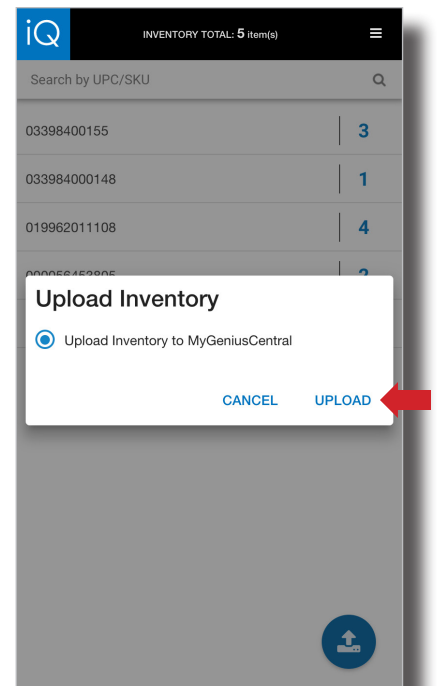 iQ
INVENTORY TOTAL: 5 item(s)
Search by UPC/SKU
03398400155 3
033984000148 1
019962011108 4
Upload Inventory
Upload Inventory to MyGeniusCentral
CANCEL UPLOAD